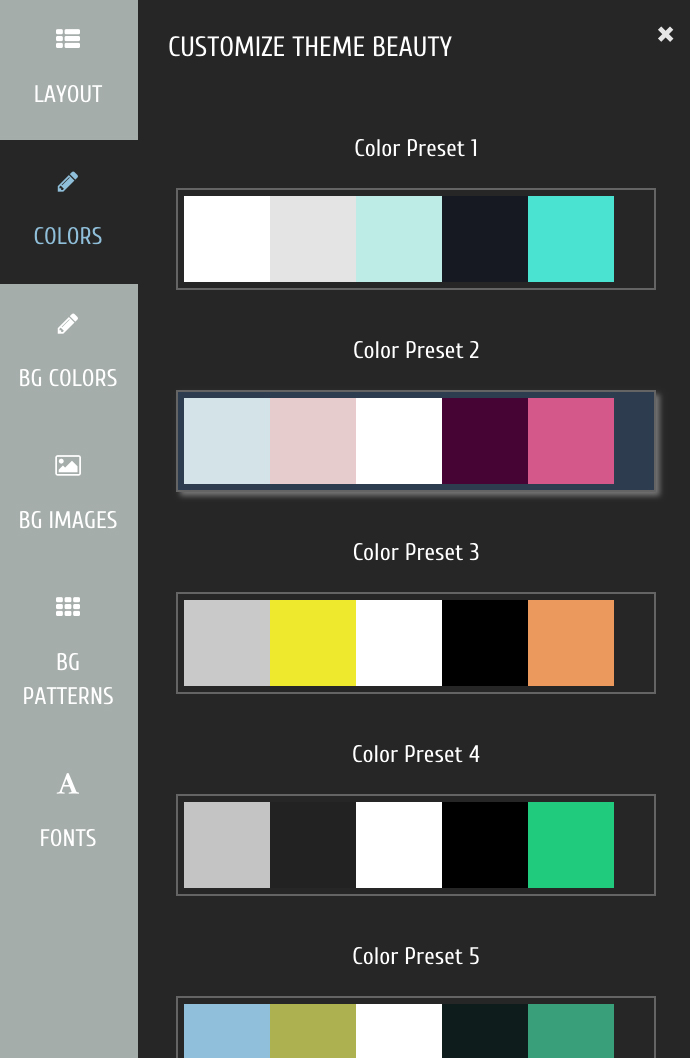 CUSTOMIZE THEME BEAUTY
LAYOUT
COLORS
BG COLORS
BG IMAGES
BG
PATTERNS
FONTS
Color Preset 1
Color Preset 2
Color Preset 3
Color Preset 4
Color Preset 5